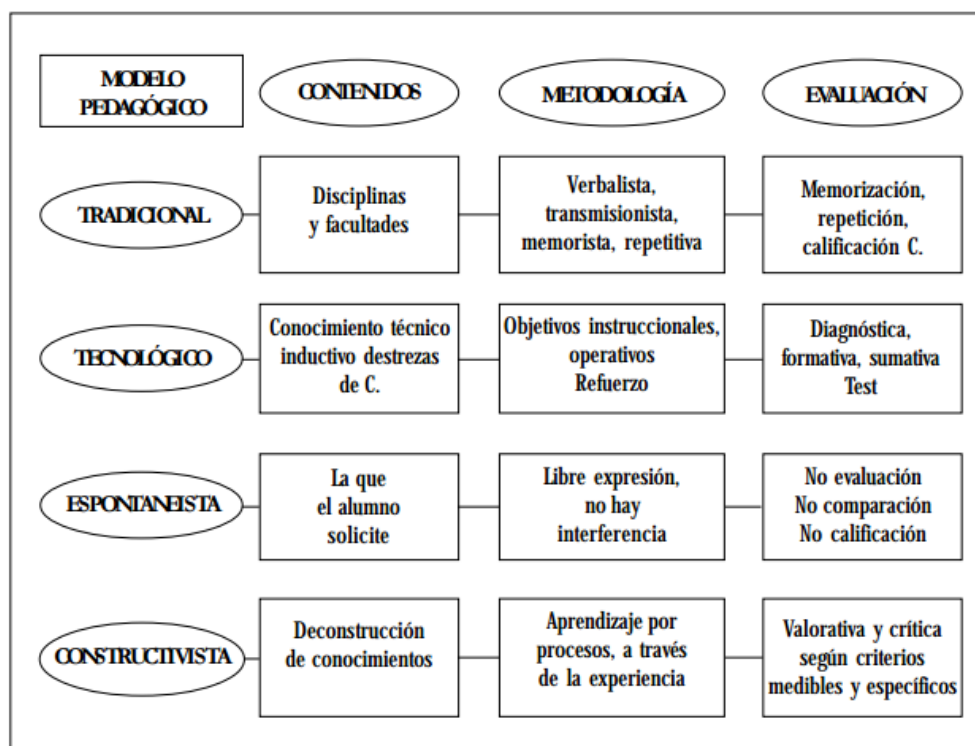 MODELO
PEDAGÓGICO
CONTENIDOS
METODOLOGÍA
EVALUACIÓN
TRADICIONAL
Disciplinas
y facultades
Verbalista,
transmisionista,
memorista, repetitiva
Memorización,
repetición,
calificación C.
TECNOLÓGICO
Conocimiento técnico
inductivo destrezas
de C.
Objetivos instruccionales,
operativos
Refuerzo
Diagnóstica,
formativa, sumativa
Test
ESPONTANEISTA
La que
el alumno
solicite
Libre expresión,
no hay
interferencia
No evaluación
No comparación
No calificación
CONSTRUCTIVISTA
Deconstrucción
de conocimientos
Aprendizaje por
procesos, a través
de la experiencia
Valorativa y crítica
según criterios
medibles y específicos